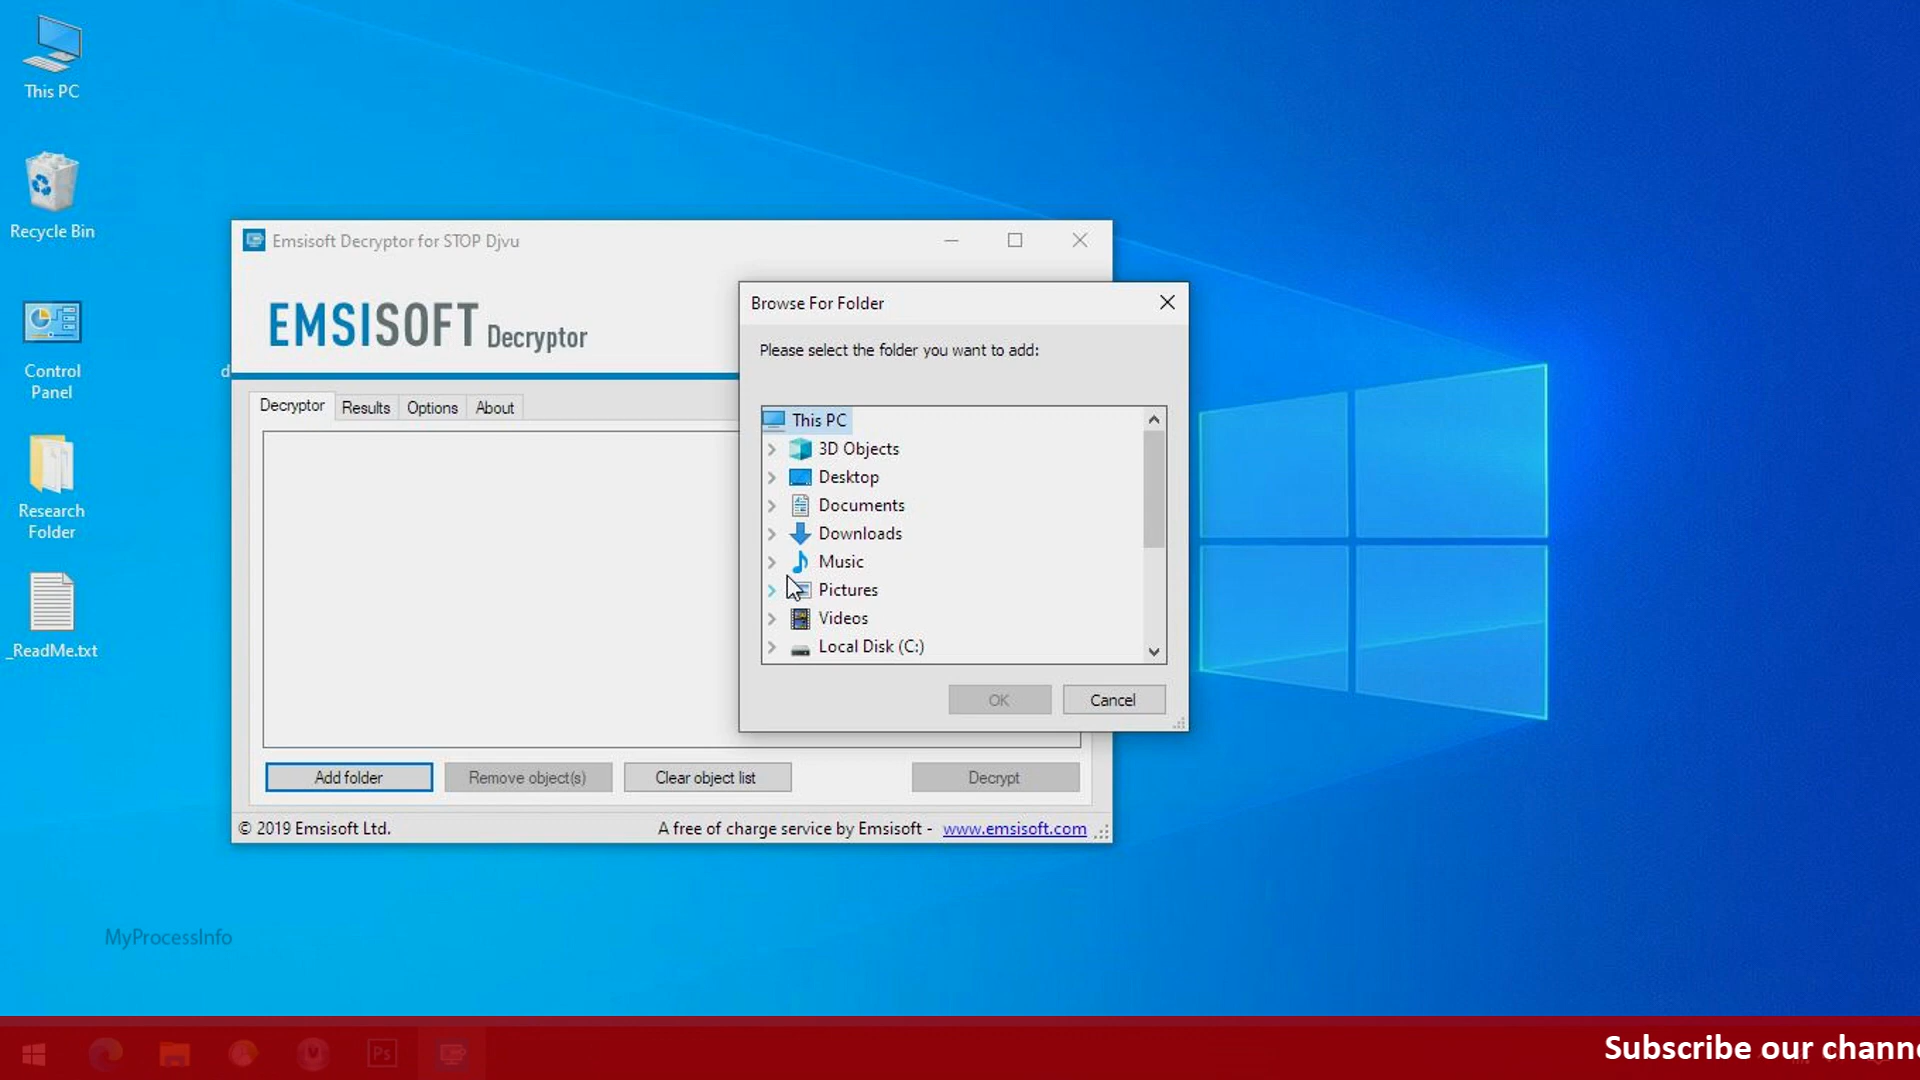 This PC
Recycle Bin
Control
Panel
Research
Folder
_ReadMe.txt
d
Emsisoft Decryptor for STOP Djvu
EMSISOFT Decryptor
Decryptor
Results
Options
About
Browse For Folder
Please select the folder you want to add:
This PC
3D Objects
Desktop
Documents
Downloads
Music
Pictures
Videos
Local Disk (C:)
OK
Cancel
Add folder
Remove object(s)
Clear object list
Decrypt
© 2019 Emsisoft Ltd.
A free of charge service by Emsisoft - www.emsisoft.com
MyProcessInfo
Ps
Subscribe our channe